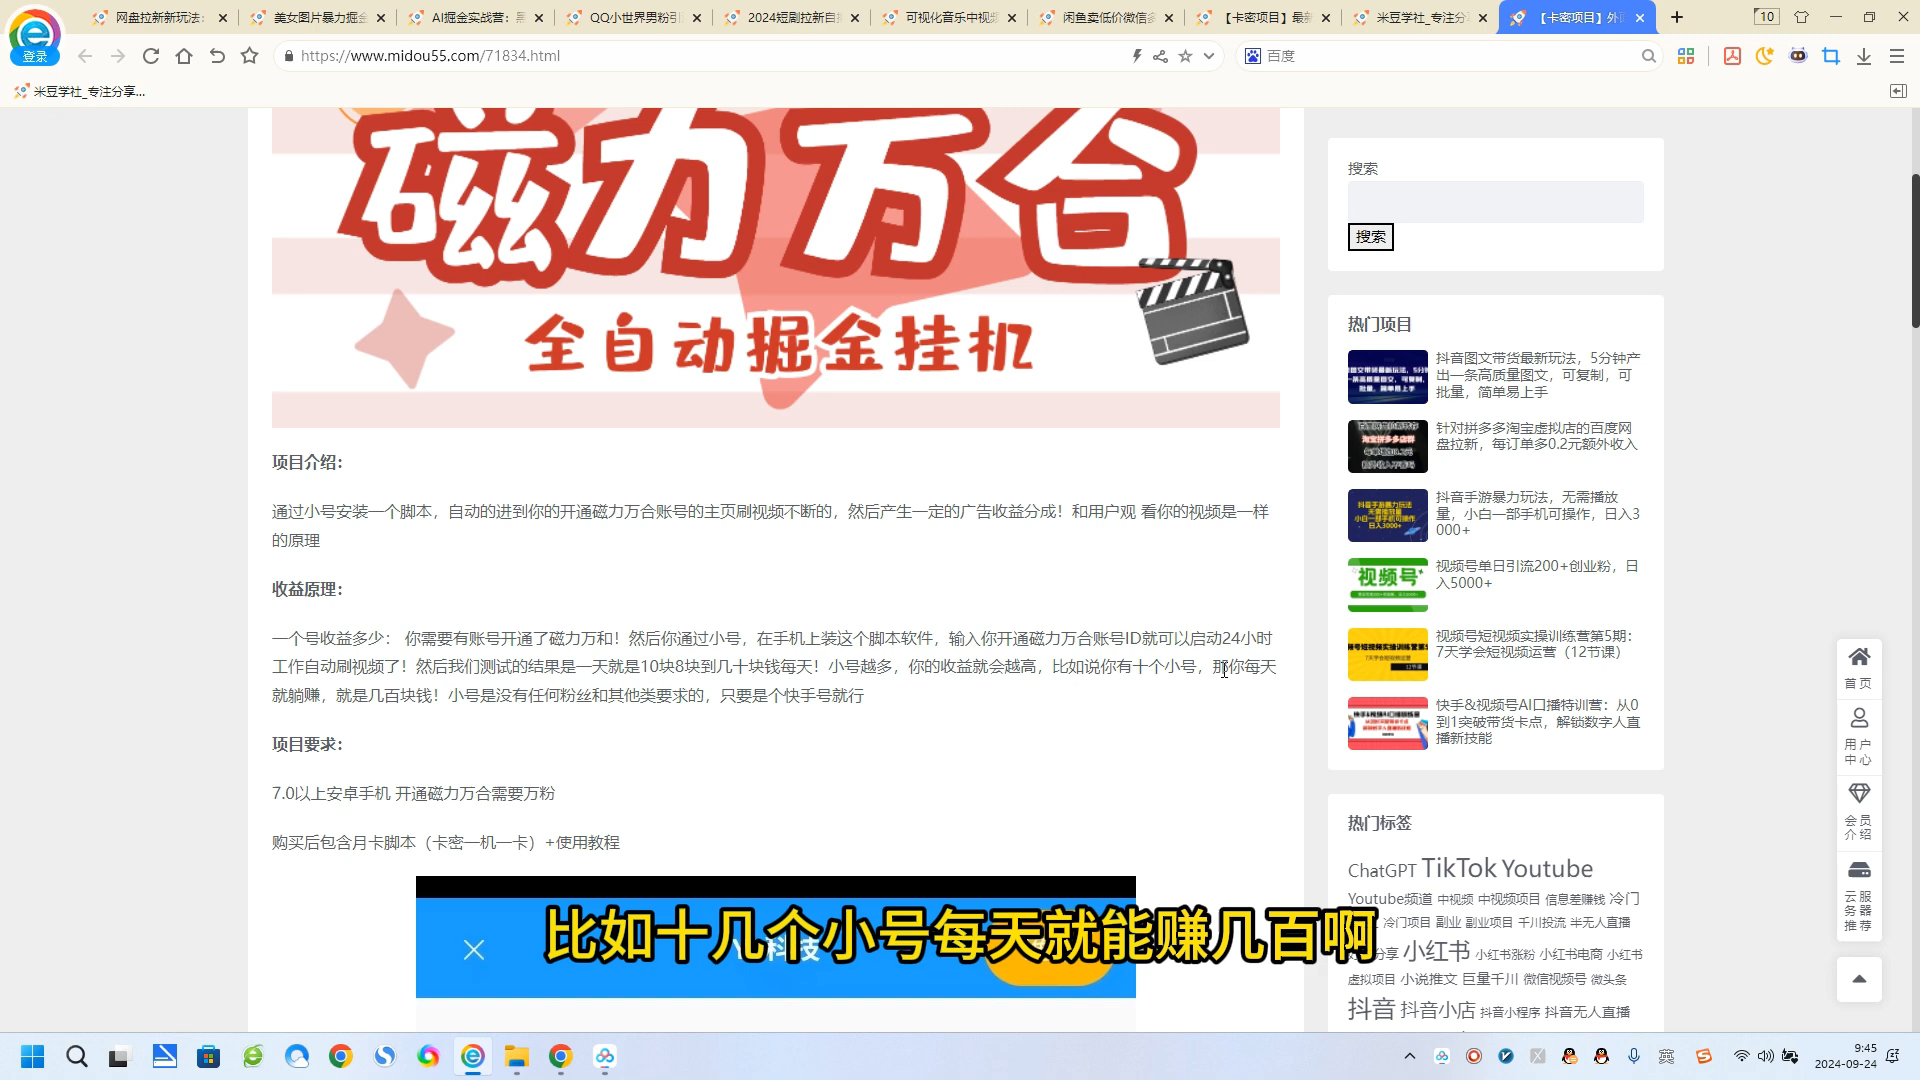 网盘拉新新玩法:
美女图片暴力掘金
AI掘金实战营:
QQ小世界男粉引
2024短剧拉新自
可视化音乐中视频
闲鱼卖低价微信
【卡密项目】最新
米豆学社_专注分
【卡密项目】外
10
登录
https://www.midou55.com/71834.html
百度
米豆学社_专注分享...
磁力万合
全自动掘金挂机
项目介绍：
通过小号安装一个脚本，自动的进到你的开通磁力万合账号的主页刷视频不断的，然后产生一定的广告收益分成！和用户观 看你的视频是一样
的原理
收益原理：
一个号收益多少： 你需要有账号开通了磁力万和！然后你通过小号，在手机上装这个脚本软件，输入你开通磁力万合账号ID就可以启动24小时
工作自动刷视频了！然后我们测试的结果是一天就是10块8块到几十块钱每天！小号越多，你的收益就会越高，比如说你有十个小号，那你每天
就躺赚，就是几百块钱！小号是没有任何粉丝和其他类要求的，只要是个快手号就行
项目要求：
7.0以上安卓手机 开通磁力万合需要万粉
购买后包含月卡脚本（卡密一机一卡）+使用教程
比如十几个小号每天就能赚几百啊
搜索
搜索
热门项目
抖音图文带货最新玩法，5分钟产
出一条高质量图文，可复制，可
批量，简单易上手
针对拼多多淘宝虚拟店的百度网
盘拉新，每订单多0.2元额外收入
抖音手游暴力玩法，无需播放
量，小白一部手机可操作，日入3
000+
视频号
视频号单日引流200+创业粉，日
入5000+
视频号短视频实操训练营第5期：
7天学会短视频运营（12节课）
快手&视频号AI口播特训营：从0
到1突破带货卡点，解锁数字人直
播新技能
热门标签
ChatGPT TikTok Youtube
Youtube频道 中视频 中视频项目 信息差赚钱 冷门
冷门项目 副业 副业项目 千川投流 半无人直播
分享 小红书 小红书涨粉 小红书电商 小红书
虚拟项目 小说推文 巨量千川 微信视频号 微头条
抖音 抖音小店 抖音小程序 抖音无人直播
首页
用户
中心
会员
介绍
云服
务器
推荐
英
9:45
2024-09-24